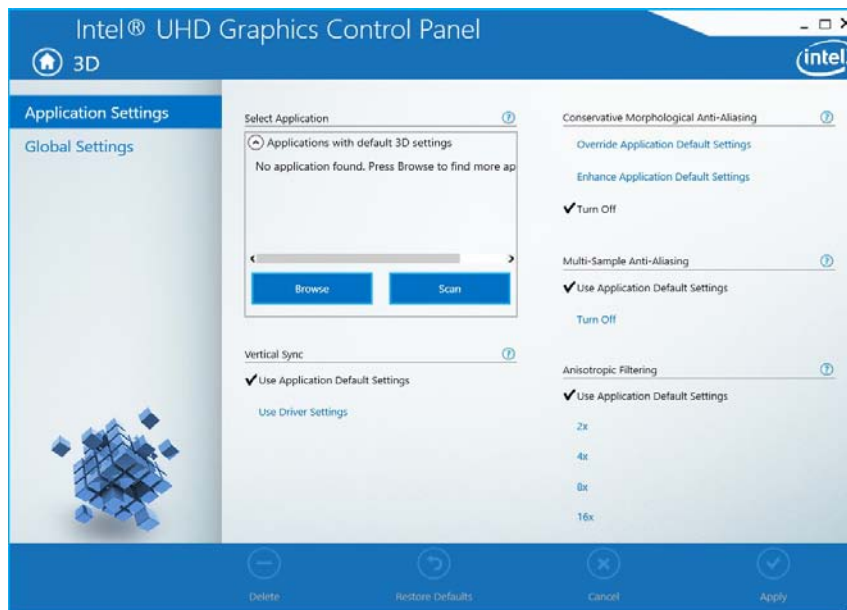 Intel® UHD Graphics Control Panel
3D
intel
Application Settings
Global Settings
Select Application
Applications with default 3D settings
No application found. Press Browse to find more ap
Browse
Scan
Vertical Sync
Use Application Default Settings
Use Driver Settings
Conservative Morphological Anti-Aliasing
Override Application Default Settings
Enhance Application Default Settings
Turn Off
Multi-Sample Anti-Aliasing
Use Application Default Settings
Turn Off
Anisotropic Filtering
Use Application Default Settings
2x
4x
8x
16x
Delete
Restore Defaults
Cancel
Apply